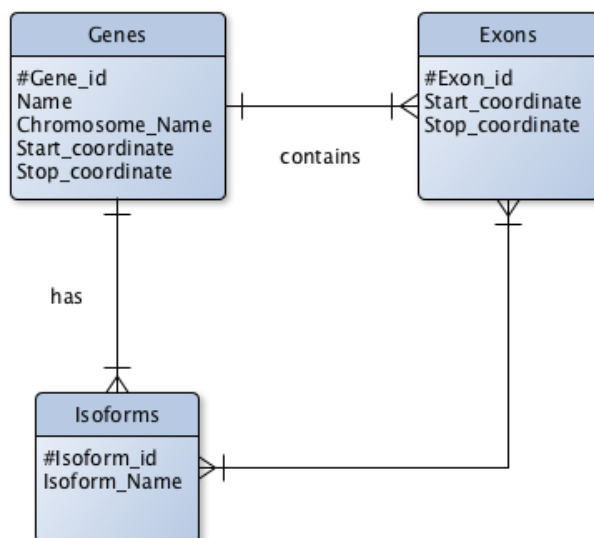 Genes
#Gene_id
Name
Chromosome_Name
Start_coordinate
Stop_coordinate
Exons
#Exon_id
Start_coordinate
Stop_coordinate
contains
has
Isoforms
#Isoform_id
Isoform_Name